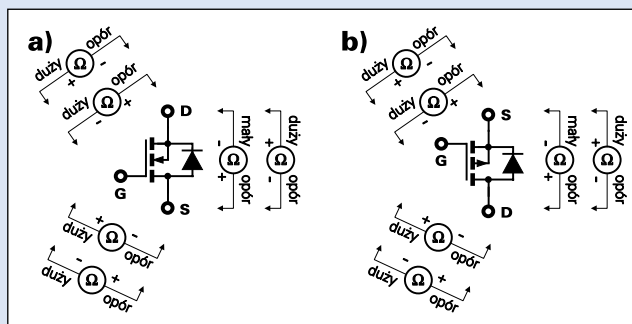 a)
duży Ω opór
+ -
duży Ω opór
- +
D
G
S
- Ω +
mały opór
+ Ω -
duży opór
+ Ω -
duży opór
- Ω +
duży opór
b)
duży Ω opór
+ -
duży Ω opór
- +
S
G
D
- Ω +
mały opór
+ Ω -
duży opór
+ Ω -
duży opór
- Ω +
duży opór